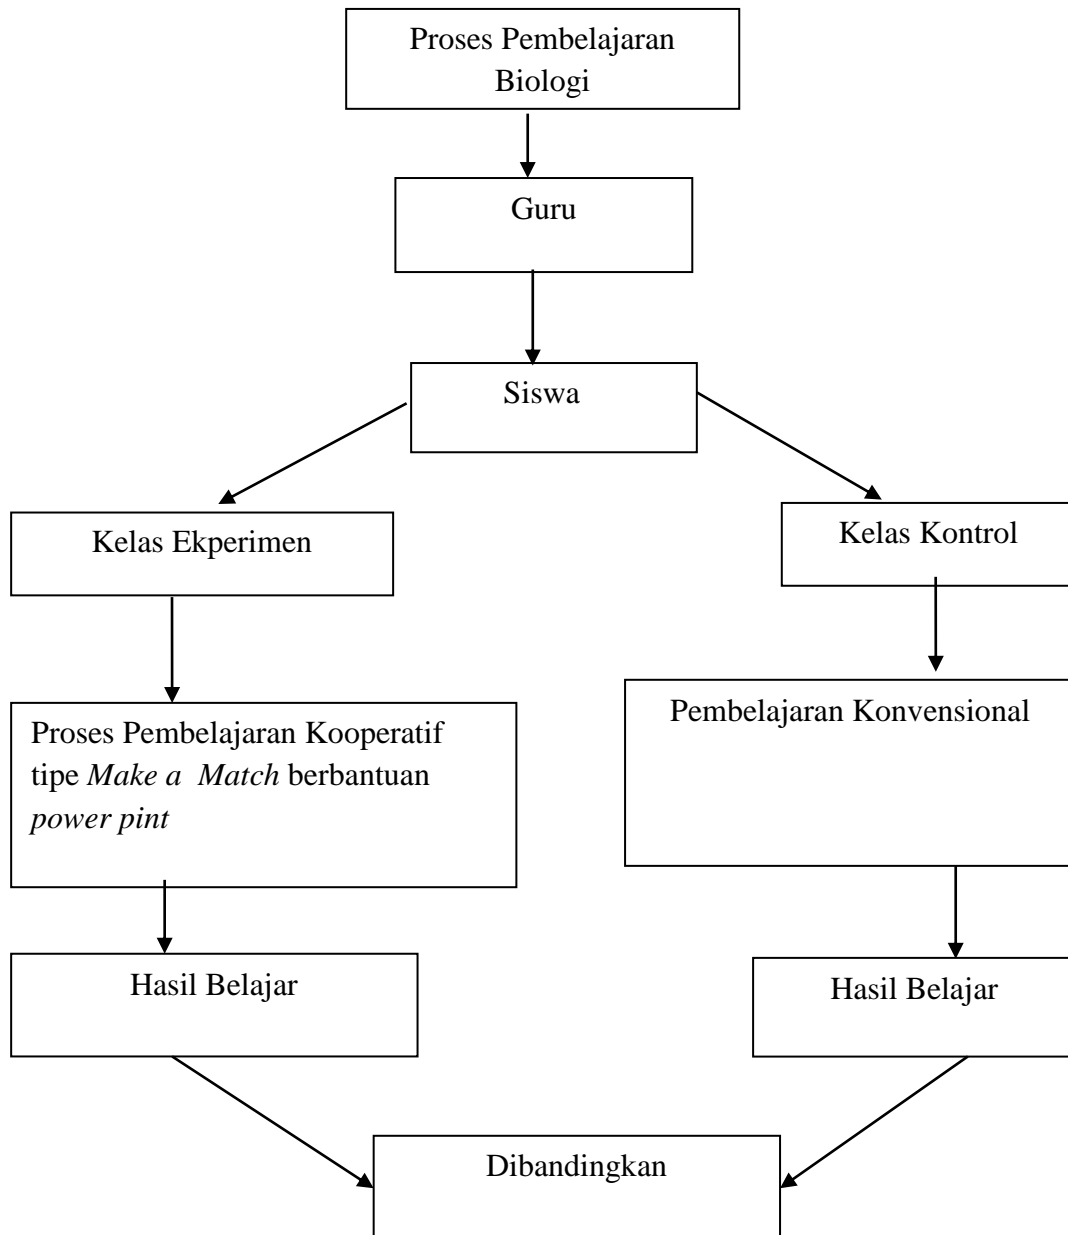 Proses Pembelajaran
Biologi
Guru
Siswa
Kelas Ekperimen
Kelas Kontrol
Proses Pembelajaran Kooperatif
tipe Make a Match berbantuan
power pint
Pembelajaran Konvensional
Hasil Belajar
Hasil Belajar
Dibandingkan